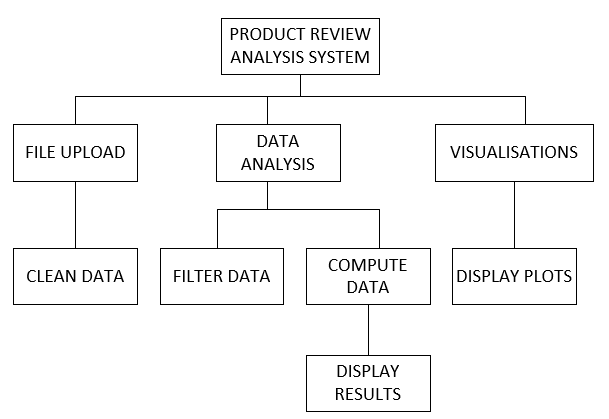 PRODUCT REVIEW
ANALYSIS SYSTEM
FILE UPLOAD
DATA
ANALYSIS
VISUALISATIONS
CLEAN DATA
FILTER DATA
COMPUTE
DATA
DISPLAY PLOTS
DISPLAY
RESULTS